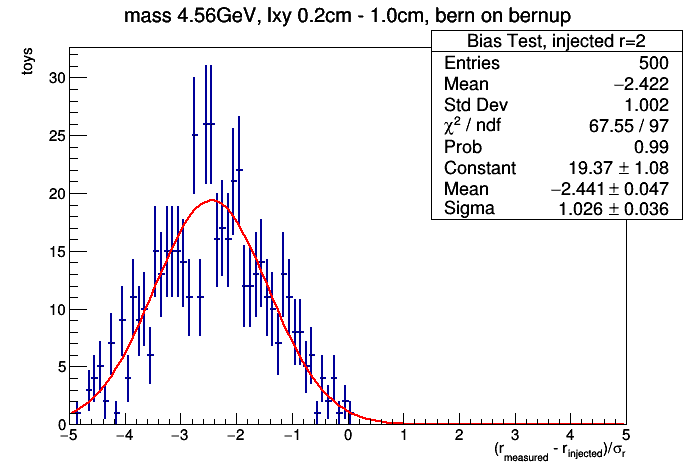 mass 4.56GeV, lxy 0.2cm - 1.0cm, bern on bernup
Bias Test, injected r=2
Entries 500
Mean −2.422
Std Dev 1.002
χ² / ndf 67.55 / 97
Prob 0.99
Constant 19.37 ± 1.08
Mean −2.441 ± 0.047
Sigma 1.026 ± 0.036
toys
30
25
20
15
10
5
0
−5 −4 −3 −2 −1 0 1 2 3 4 5
(r_measured - r_injected)/σ_r